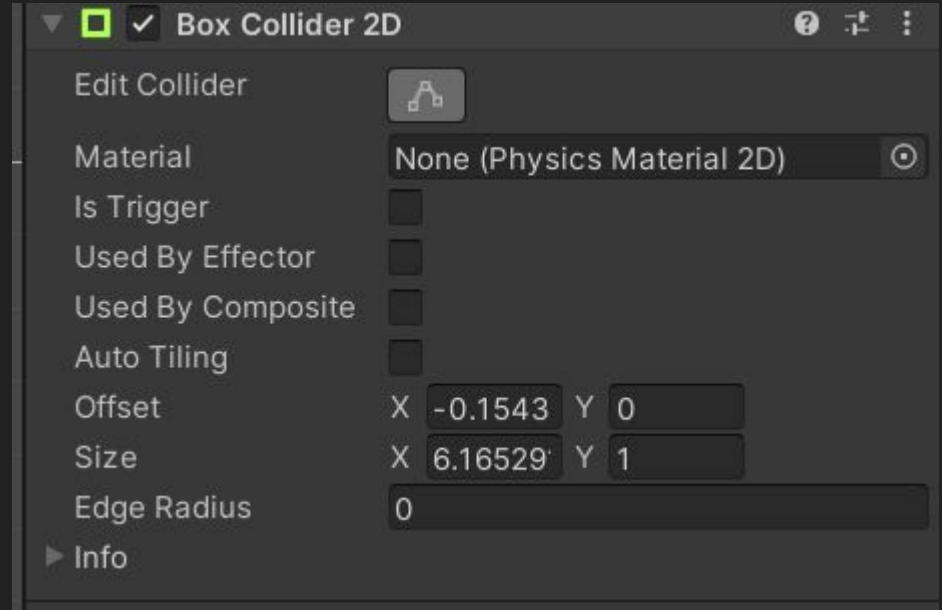 Box Collider 2D
Edit Collider
Material None (Physics Material 2D)
Is Trigger
Used By Effector
Used By Composite
Auto Tiling
Offset X -0.1543 Y 0
Size X 6.16529 Y 1
Edge Radius 0
Info